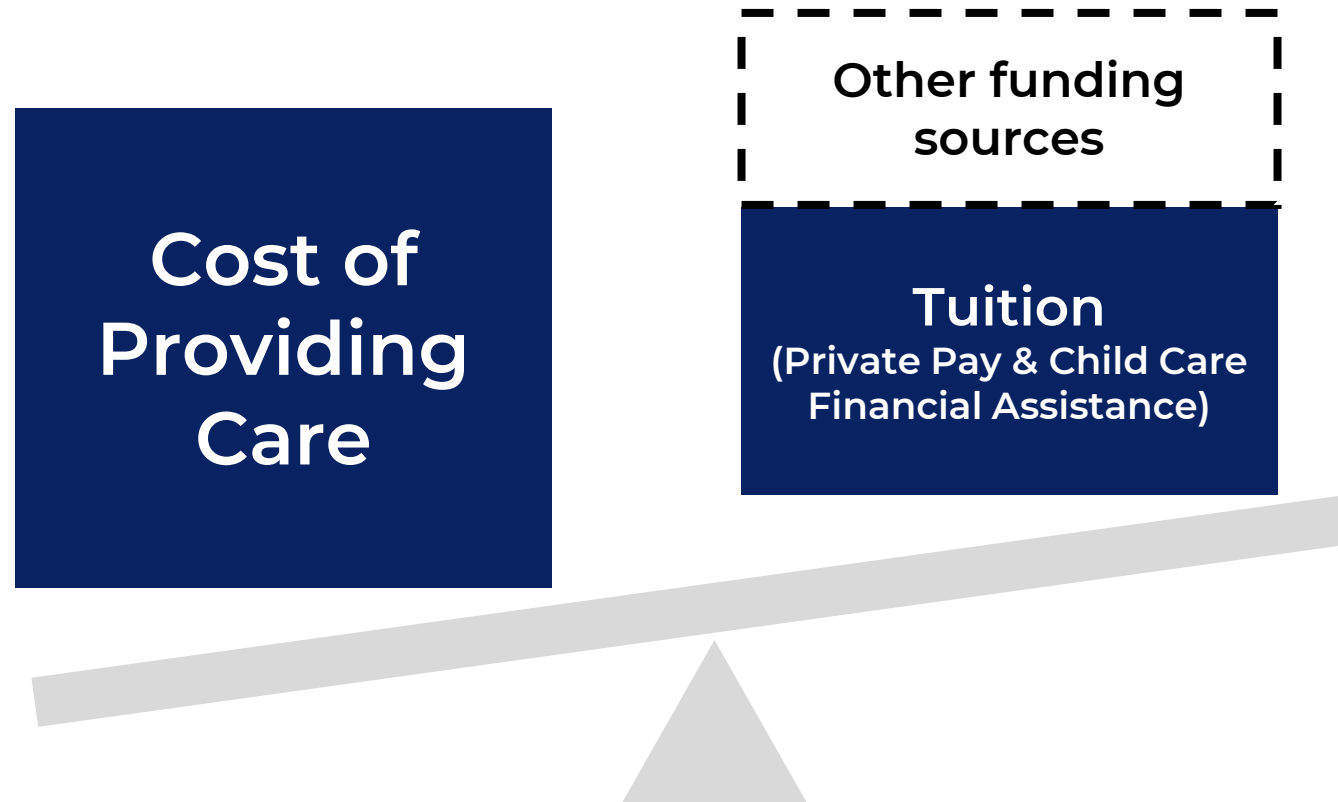 Cost of
Providing
Care
Other funding
sources
Tuition
(Private Pay & Child Care
Financial Assistance)